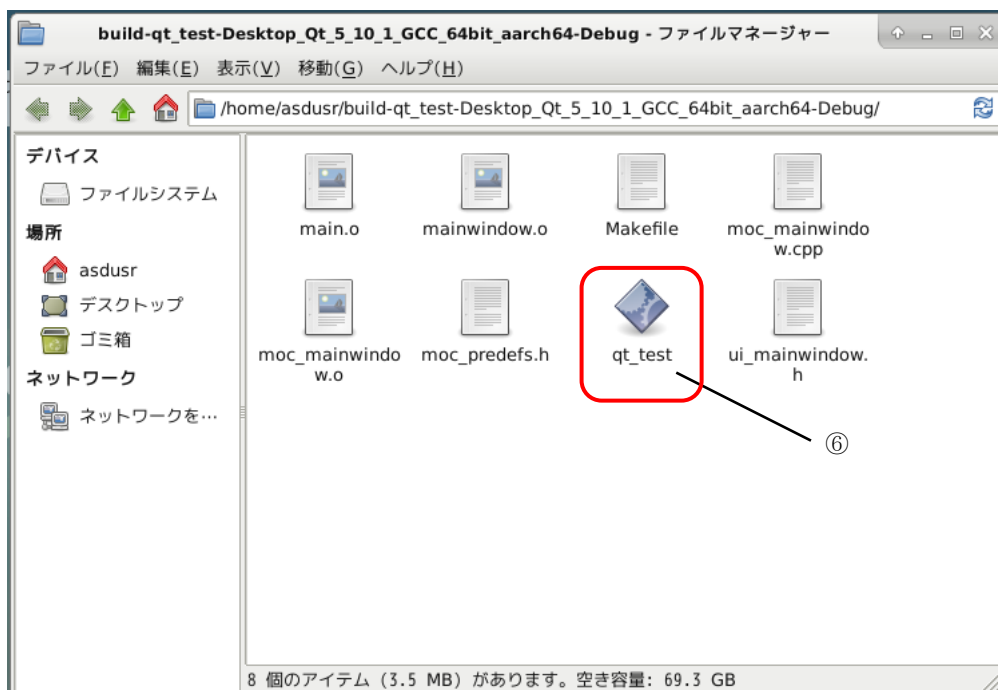 build-qt_test-Desktop_Qt_5_10_1_GCC_64bit_aarch64-Debug - ファイルマネージャー
ファイル(F) 編集(E) 表示(V) 移動(G) ヘルプ(H)
/home/asdusr/build-qt_test-Desktop_Qt_5_10_1_GCC_64bit_aarch64-Debug/
デバイス
ファイルシステム
場所
asdusr
デスクトップ
ゴミ箱
ネットワーク
ネットワークを…
main.o
mainwindow.o
Makefile
moc_mainwindo
w.cpp
moc_mainwindo
w.o
moc_predefs.h
qt_test
ui_mainwindow.
h
⑥
8 個のアイテム (3.5 MB) があります。空き容量: 69.3 GB